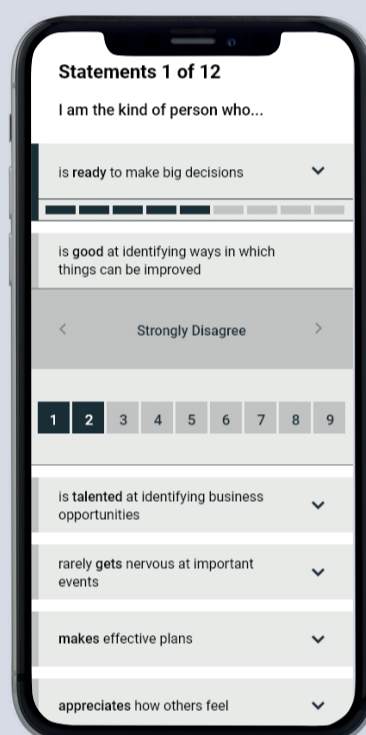 Statements 1 of 12
I am the kind of person who...
is ready to make big decisions
is good at identifying ways in which
things can be improved
Strongly Disagree
1 2 3 4 5 6 7 8 9
is talented at identifying business
opportunities
rarely gets nervous at important
events
makes effective plans
appreciates how others feel